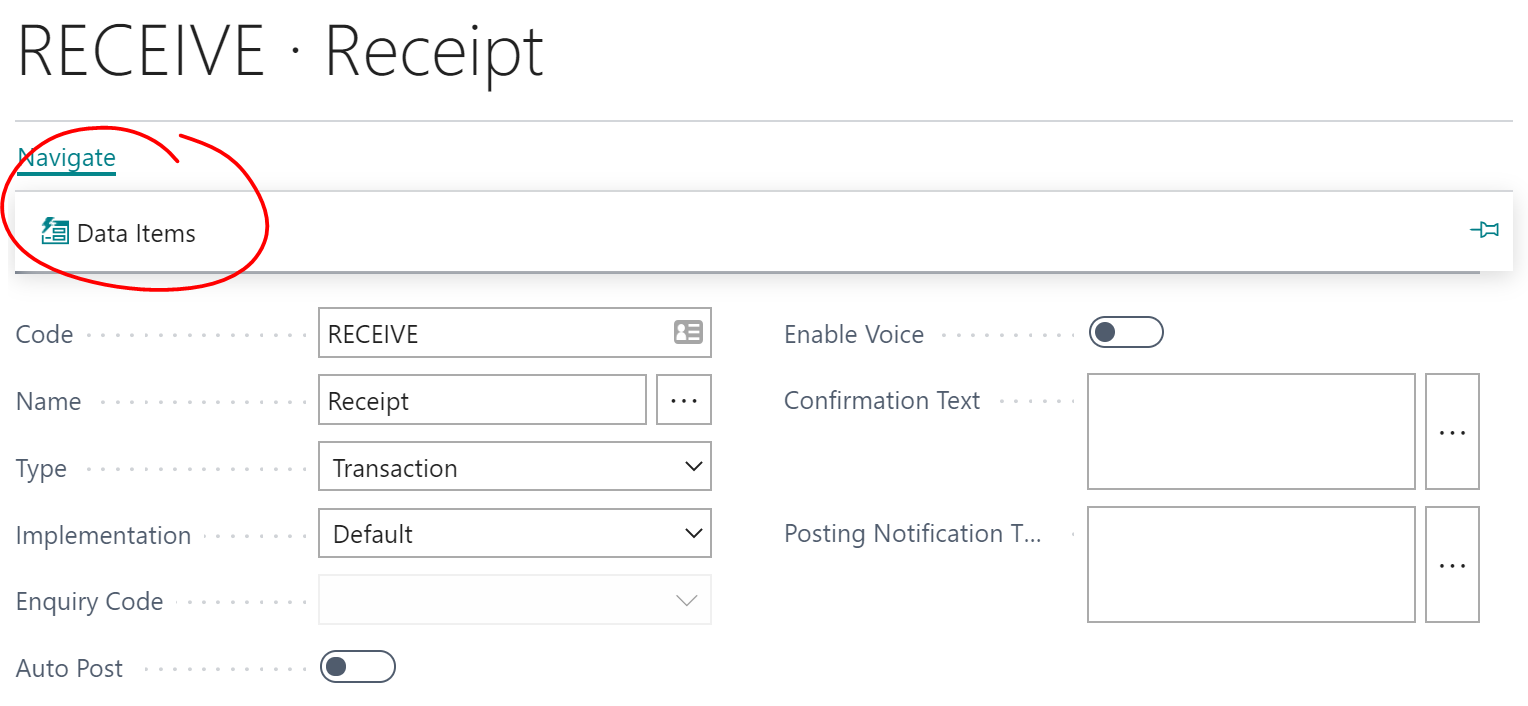 RECEIVE · Receipt
Navigate
Data Items
Code RECEIVE
Name Receipt ...
Type Transaction
Implementation Default
Enquiry Code
Auto Post
Enable Voice
Confirmation Text ...
Posting Notification T... ...